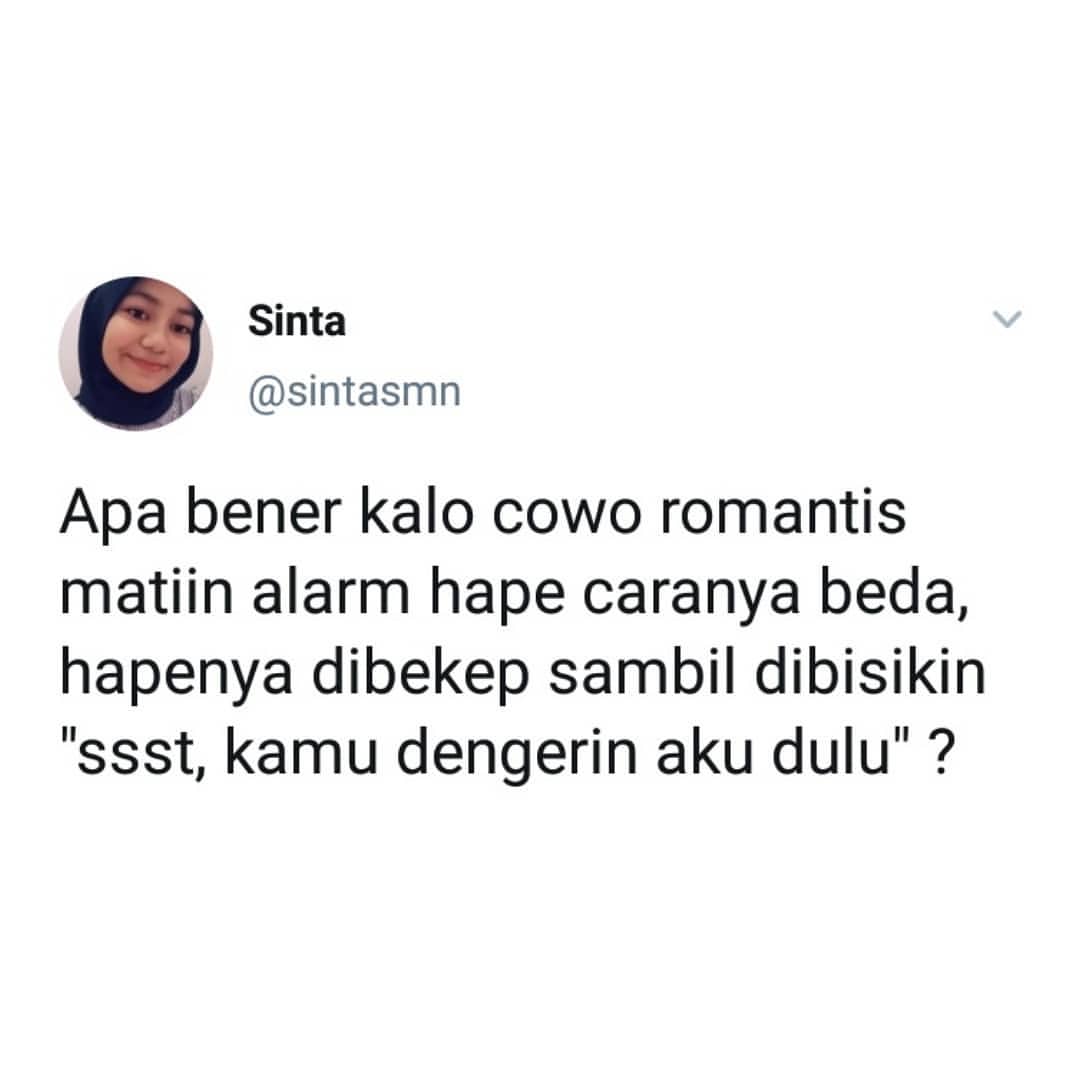 Sinta
@sintasmn
Apa bener kalo cowo romantis
matiin alarm hape caranya beda,
hapenya dibekep sambil dibisikin
"ssst, kamu dengerin aku dulu" ?